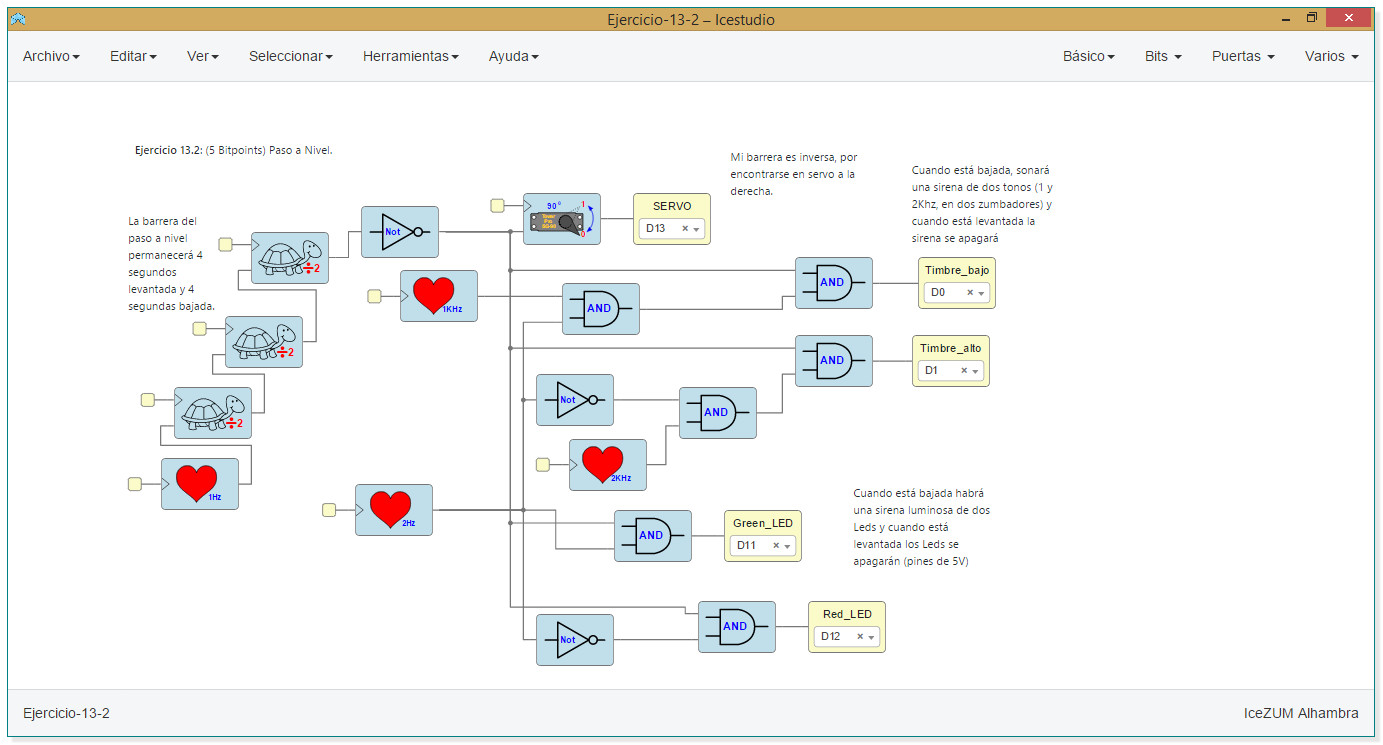 Ejercicio-13-2 – Icestudio
Archivo Editar Ver Seleccionar Herramientas Ayuda Básico Bits Puertas Varios
Ejercicio 13.2: (5 Bitpoints) Paso a Nivel.
Mi barrera es inversa, por
encontrarse en servo a la
derecha.
Cuando está bajada, sonará
una sirena de dos tonos (1 y
2Khz, en dos zumbadores) y
cuando está levantada la
sirena se apagará
La barrera del
paso a nivel
permanecerá 4
segundos
levantada y 4
segundas bajada.
÷2
Not
90°
1
0
SERVO
D13
1KHz
AND
AND
Timbre_bajo
D0
÷2
AND
Timbre_alto
D1
Not
AND
÷2
2KHz
1Hz
2Hz
Cuando está bajada habrá
una sirena luminosa de dos
Leds y cuando está
levantada los Leds se
apagarán (pines de 5V)
AND
Green_LED
D11
Not
AND
Red_LED
D12
Ejercicio-13-2
IceZUM Alhambra